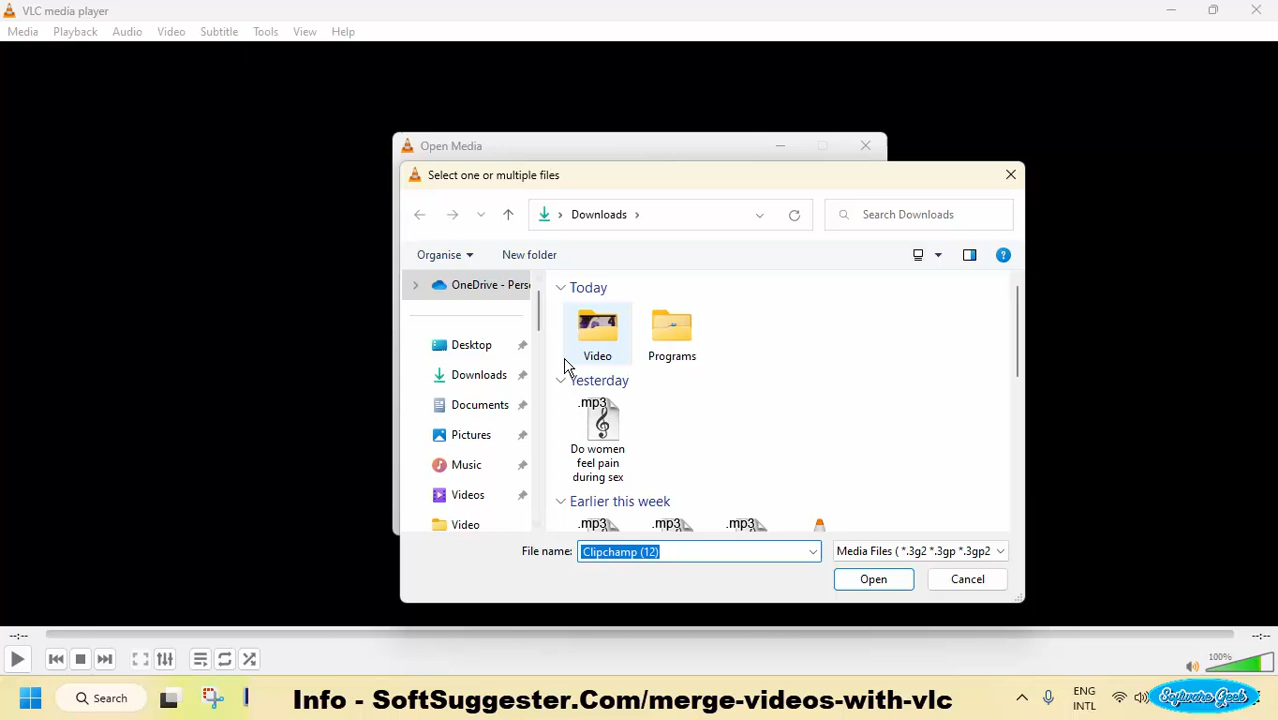 VLC media player
Media Playback Audio Video Subtitle Tools View Help
Open Media
Select one or multiple files
Downloads
Search Downloads
Organise
New folder
OneDrive - Pers
Desktop
Downloads
Documents
Pictures
Music
Videos
Video
Today
Video
Programs
Yesterday
.mp3
Do women
feel pain
during sex
Earlier this week
.mp3 .mp3 .mp3
File name: Clipchamp (12)
Media Files ( *.3g2 *.3gp *.3gp2
Open Cancel
--:-- --:--
100%
Search
Info - SoftSuggester.Com/merge-videos-with-vlc
ENG
INTL
Software Geek